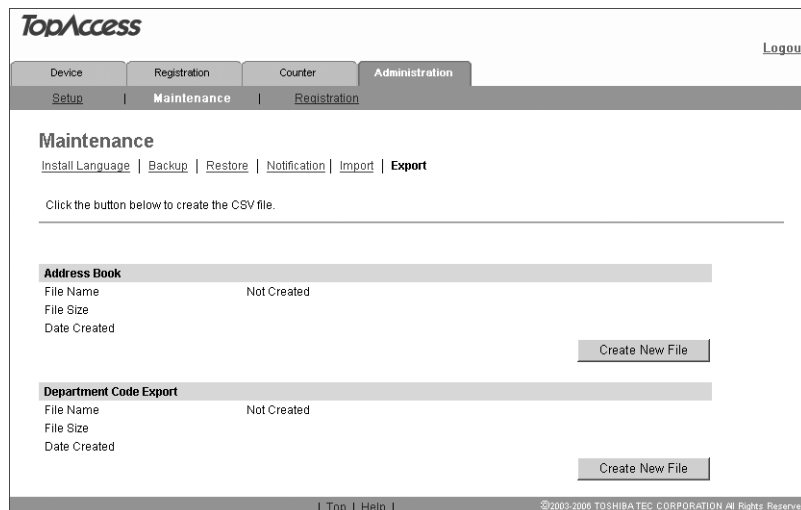 TopAccess
Logou
Device Registration Counter Administration
Setup | Maintenance | Registration
Maintenance
Install Language | Backup | Restore | Notification | Import | Export
Click the button below to create the CSV file.
Address Book
File Name Not Created
File Size
Date Created
Create New File
Department Code Export
File Name Not Created
File Size
Date Created
Create New File
| Top | Help | ©2003-2006 TOSHIBA TEC CORPORATION All Rights Reserve